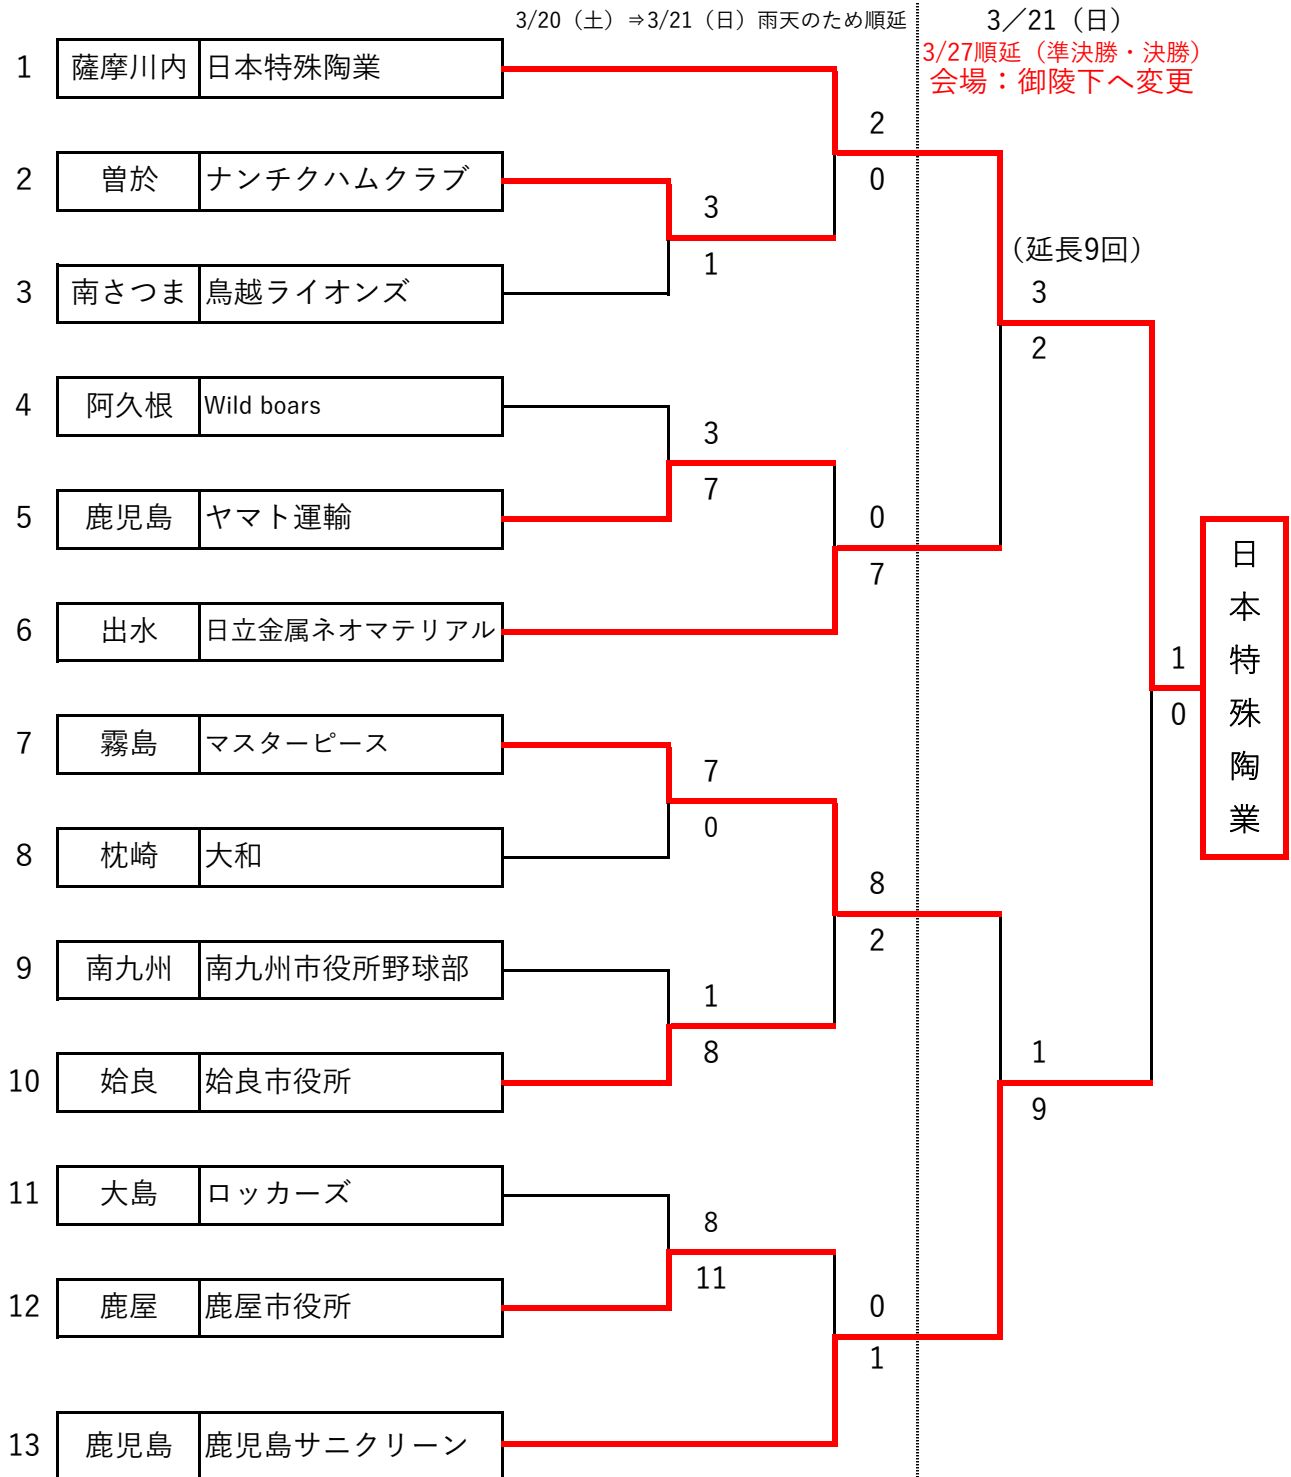 3/20（土）⇒3/21（日）雨天のため順延
3／21（日）
3/27順延（準決勝・決勝）
会場：御陵下へ変更
1 薩摩川内 日本特殊陶業
2
2 曽於 ナンチクハムクラブ
0
3
1
(延長9回)
3 南さつま 鳥越ライオンズ
3
2
4 阿久根 Wild boars
3
7
5 鹿児島 ヤマト運輸
0
7
6 出水 日立金属ネオマテリアル
日本特殊陶業
1
0
7 霧島 マスターピース
7
0
8 枕崎 大和
8
2
9 南九州 南九州市役所野球部
1
8
10 姶良 姶良市役所
1
9
11 大島 ロッカーズ
8
11
12 鹿屋 鹿屋市役所
0
1
13 鹿児島 鹿児島サニクリーン